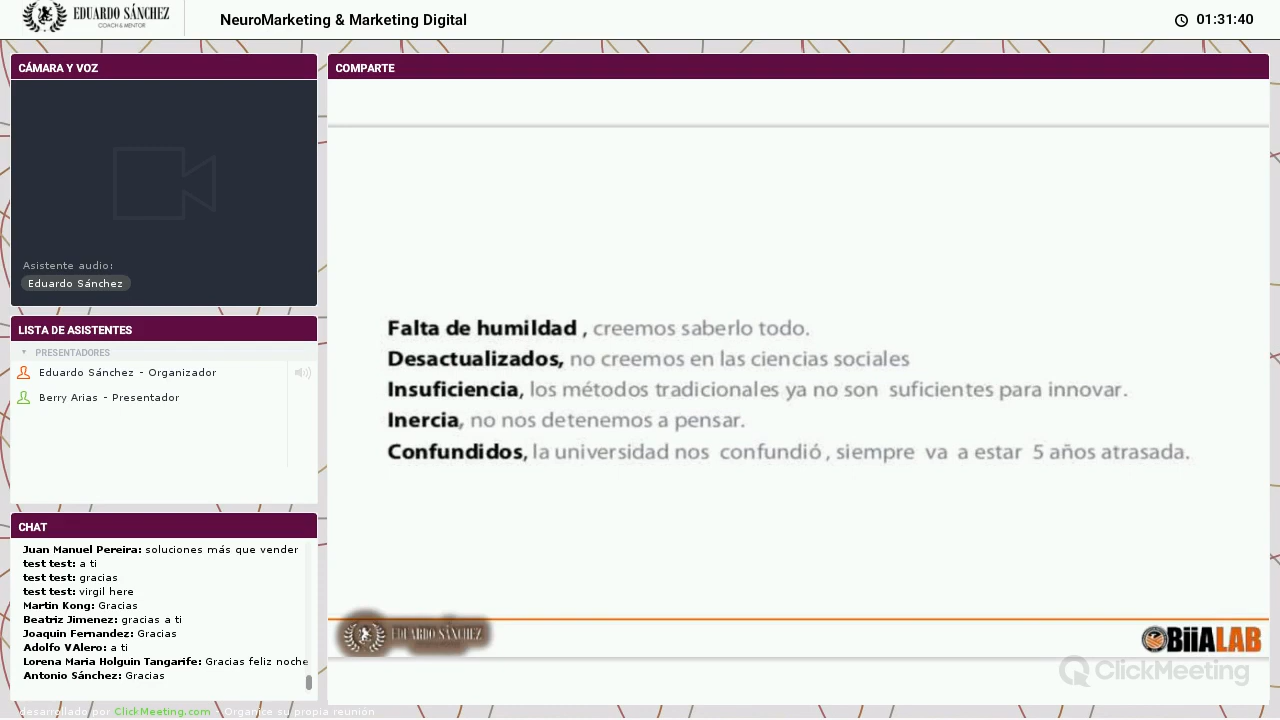 EDUARDO SÁNCHEZ
COACH & MENTOR
NeuroMarketing & Marketing Digital
01:31:40
CÁMARA Y VOZ
Asistente audio:
Eduardo Sánchez
LISTA DE ASISTENTES
PRESENTADORES
Eduardo Sánchez - Organizador
Berry Arias - Presentador
CHAT
Juan Manuel Pereira: soluciones más que vender
test test: a ti
test test: gracias
test test: virgil here
Martin Kong: Gracias
Beatriz Jimenez: gracias a ti
Joaquin Fernandez: Gracias
Adolfo VAlero: a ti
Lorena Maria Holguin Tangarife: Gracias feliz noche
Antonio Sánchez: Gracias
desarrollado por ClickMeeting.com - Organice su propia reunión
COMPARTE
Falta de humildad , creemos saberlo todo.
Desactualizados, no creemos en las ciencias sociales
Insuficiencia, los métodos tradicionales ya no son suficientes para innovar.
Inercia, no nos detenemos a pensar.
Confundidos, la universidad nos confundió , siempre va a estar 5 años atrasada.
EDUARDO SÁNCHEZ
BiiALAB
ClickMeeting